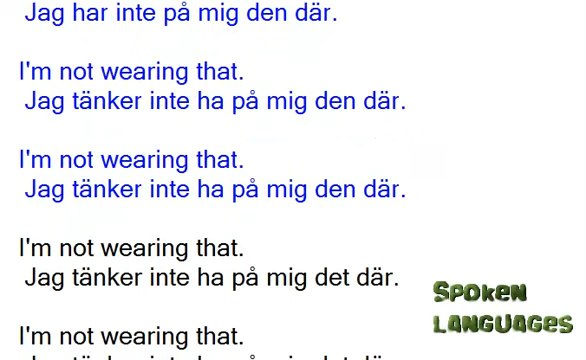 Jag har inte på mig den där.
I'm not wearing that.
Jag tänker inte ha på mig den där.
I'm not wearing that.
Jag tänker inte ha på mig den där.
I'm not wearing that.
Jag tänker inte ha på mig det där.
I'm not wearing that.
Spoken
Languages